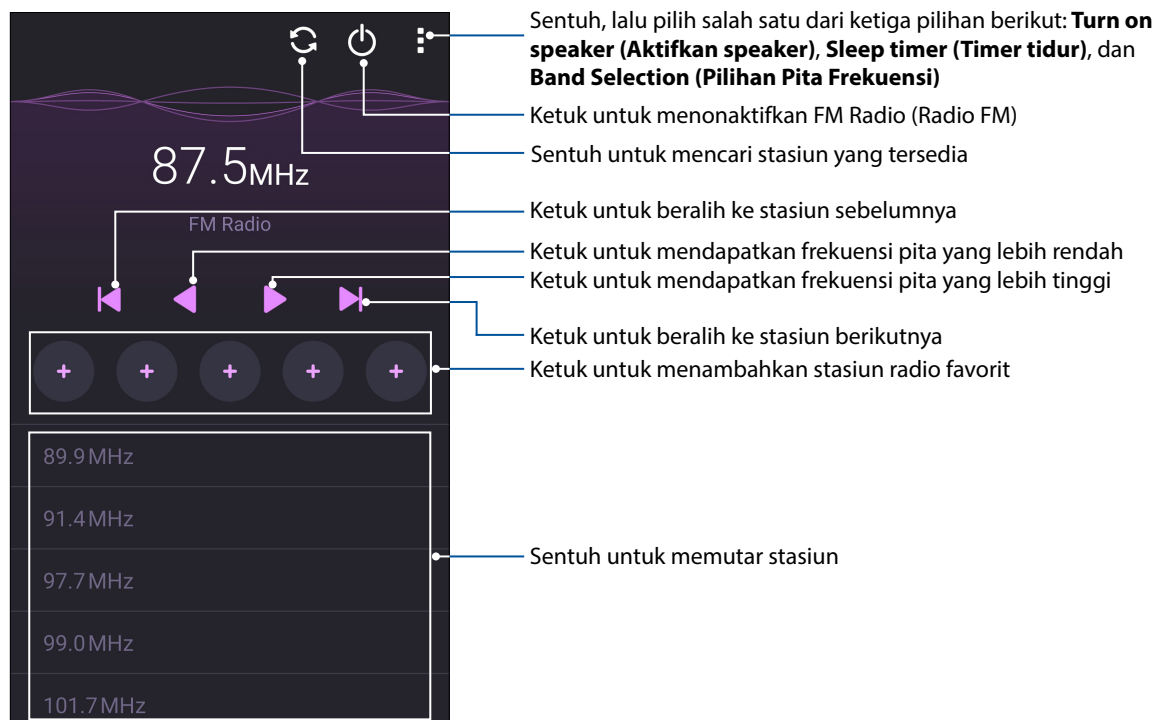 Sentuh, lalu pilih salah satu dari ketiga pilihan berikut: Turn on
speaker (Aktifkan speaker), Sleep timer (Timer tidur), dan
Band Selection (Pilihan Pita Frekuensi)
Ketuk untuk menonaktifkan FM Radio (Radio FM)
Sentuh untuk mencari stasiun yang tersedia
87.5MHz
FM Radio
Ketuk untuk beralih ke stasiun sebelumnya
Ketuk untuk mendapatkan frekuensi pita yang lebih rendah
Ketuk untuk mendapatkan frekuensi pita yang lebih tinggi
Ketuk untuk beralih ke stasiun berikutnya
Ketuk untuk menambahkan stasiun radio favorit
+ + + + +
89.9MHz
91.4MHz
97.7MHz
99.0MHz
101.7MHz
Sentuh untuk memutar stasiun